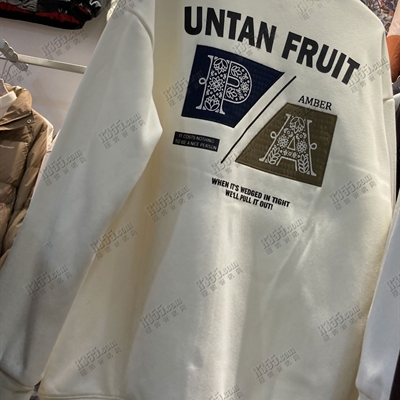 UNTAN FRUIT
P
AMBER
A
IT COSTS NOTHING
TO BE A NICE PERSON
WHEN IT'S WEDGED IN TIGHT
WE'LL PULL IT OUT!